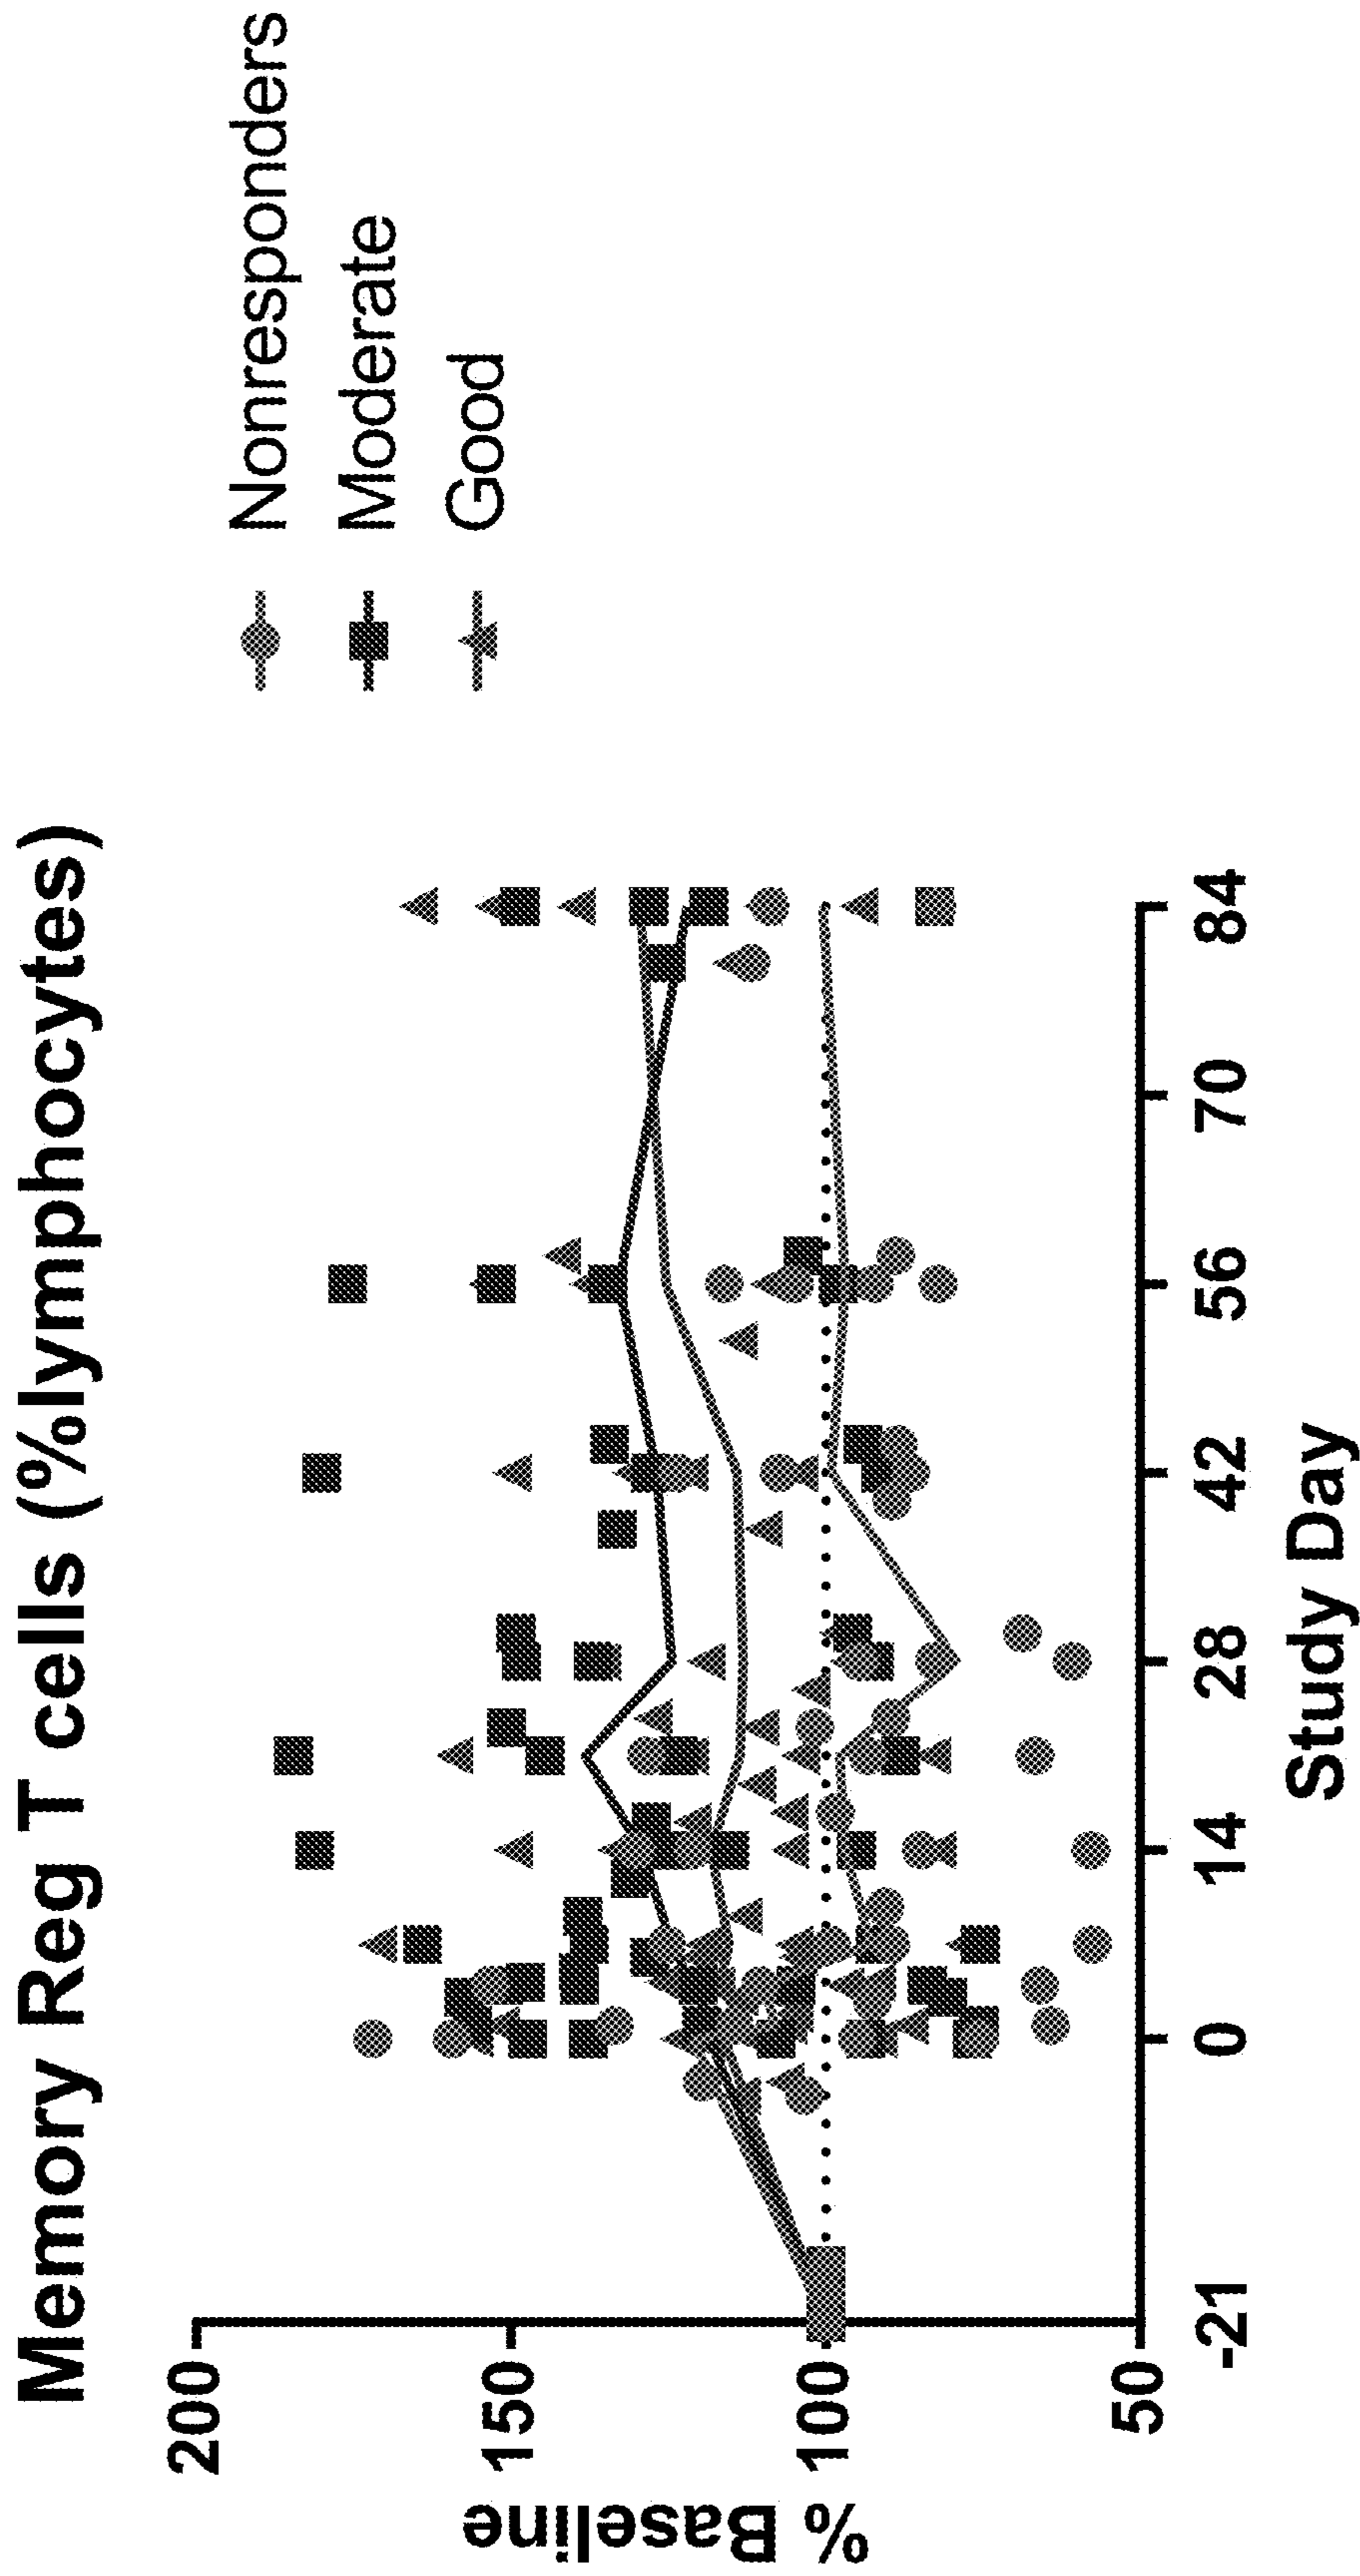 Memory Reg T cells (%lymphocytes)
Nonresponders
Moderate
Good
% Baseline
200
150
100
50
-21
0
14
28
42
56
70
84
Study Day